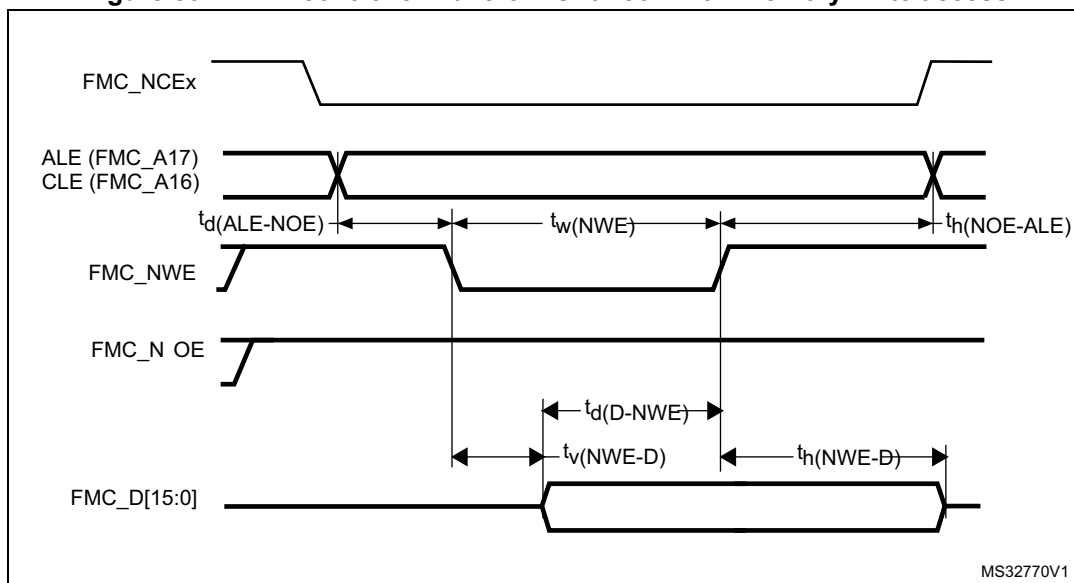 FMC_NCEx
ALE (FMC_A17)
CLE (FMC_A16)
td(ALE-NOE)
tw(NWE)
th(NOE-ALE)
FMC_NWE
FMC_N OE
td(D-NWE)
tv(NWE-D)
th(NWE-D)
FMC_D[15:0]
MS32770V1